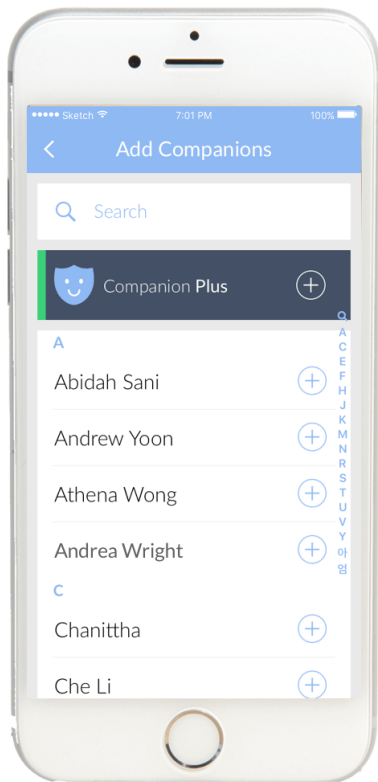 Sketch 7:01 PM 100%
Add Companions
Search
Companion Plus
A
Abidah Sani
Andrew Yoon
Athena Wong
Andrea Wright
C
Chanittha
Che Li
A
C
E
F
H
J
K
M
N
R
S
T
U
V
Y
아
엄